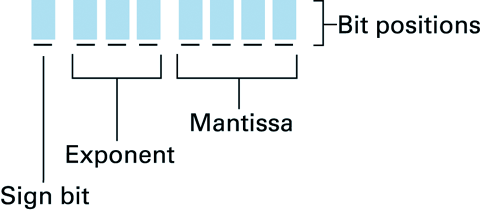 Bit positions
Mantissa
Exponent
Sign bit